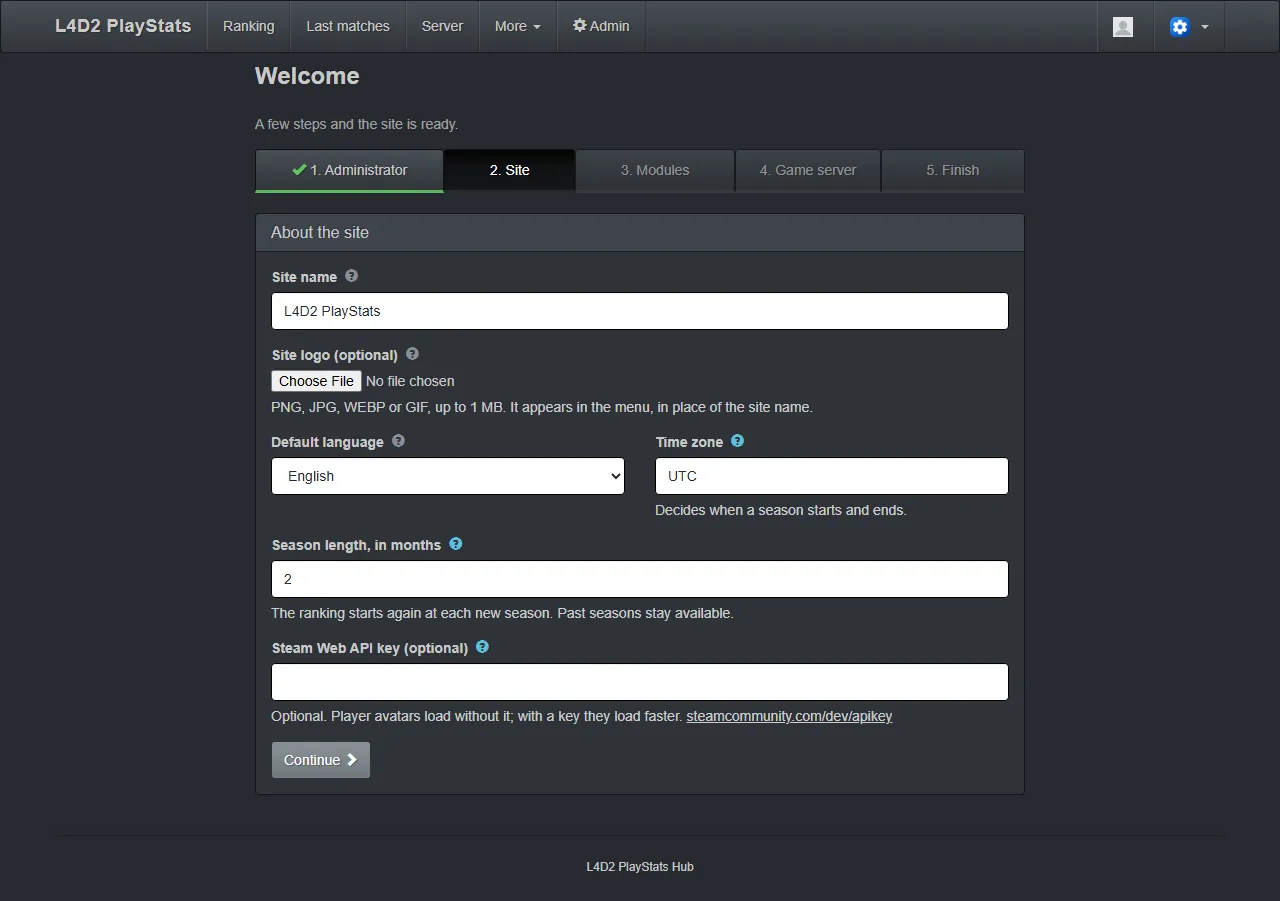 L4D2 PlayStats Ranking Last matches Server More Admin
Welcome
A few steps and the site is ready.
1. Administrator 2. Site 3. Modules 4. Game server 5. Finish
About the site
Site name ?
L4D2 PlayStats
Site logo (optional) ?
Choose File No file chosen
PNG, JPG, WEBP or GIF, up to 1 MB. It appears in the menu, in place of the site name.
Default language ? Time zone ?
English UTC
Decides when a season starts and ends.
Season length, in months ?
2
The ranking starts again at each new season. Past seasons stay available.
Steam Web API key (optional) ?
Optional. Player avatars load without it; with a key they load faster. steamcommunity.com/dev/apikey
Continue
L4D2 PlayStats Hub